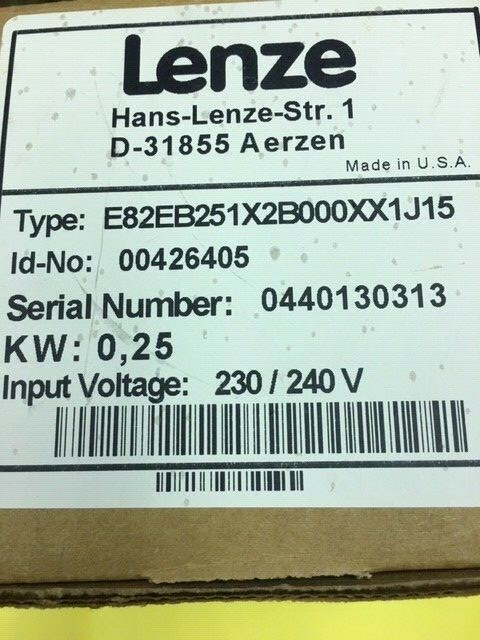 Lenze
Hans-Lenze-Str. 1
D-31855 Aerzen
Made in U.S.A.
Type: E82EB251X2B000XX1J15
Id-No: 00426405
Serial Number: 0440130313
KW: 0,25
Input Voltage: 230 / 240 V